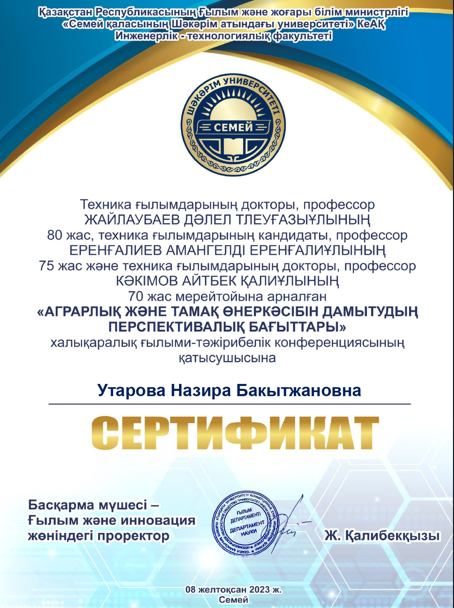 Қазақстан Республикасының Ғылым және жоғары білім министрлігі
«Семей қаласының Шәкәрім атындағы университеті» КеАҚ
Инженерлік - технологиялық факультеті
ШӘКӘРІМ УНИВЕРСИТЕТІ
СЕМЕЙ
Техника ғылымдарының докторы, профессор
ЖАЙЛАУБАЕВ ДӘЛЕЛ ТЛЕУҒАЗЫҰЛЫНЫҢ
80 жас, техника ғылымдарының кандидаты, профессор
ЕРЕНҒАЛИЕВ АМАНГЕЛДІ ЕРЕНҒАЛИҰЛЫНЫҢ
75 жас және техника ғылымдарының докторы, профессор
КӘКІМОВ АЙТБЕК ҚАЛИҰЛЫНЫҢ
70 жас мерейтойына арналған
«АГРАРЛЫҚ ЖӘНЕ ТАМАҚ ӨНЕРКӘСІБІН ДАМЫТУДЫҢ
ПЕРСПЕКТИВАЛЫҚ БАҒЫТТАРЫ»
халықаралық ғылыми-тәжірибелік конференциясының
қатысушысына
Утарова Назира Бакытжановна
СЕРТИФИКАТ
Басқарма мүшесі –
Ғылым және инновация
жөніндегі проректор
ҒЫЛЫМ
ДЕПАРТАМЕНТІ
ДЕПАРТАМЕНТ
НАУКИ
Ж. Қалибекқызы
08 желтоқсан 2023 ж.
Семей